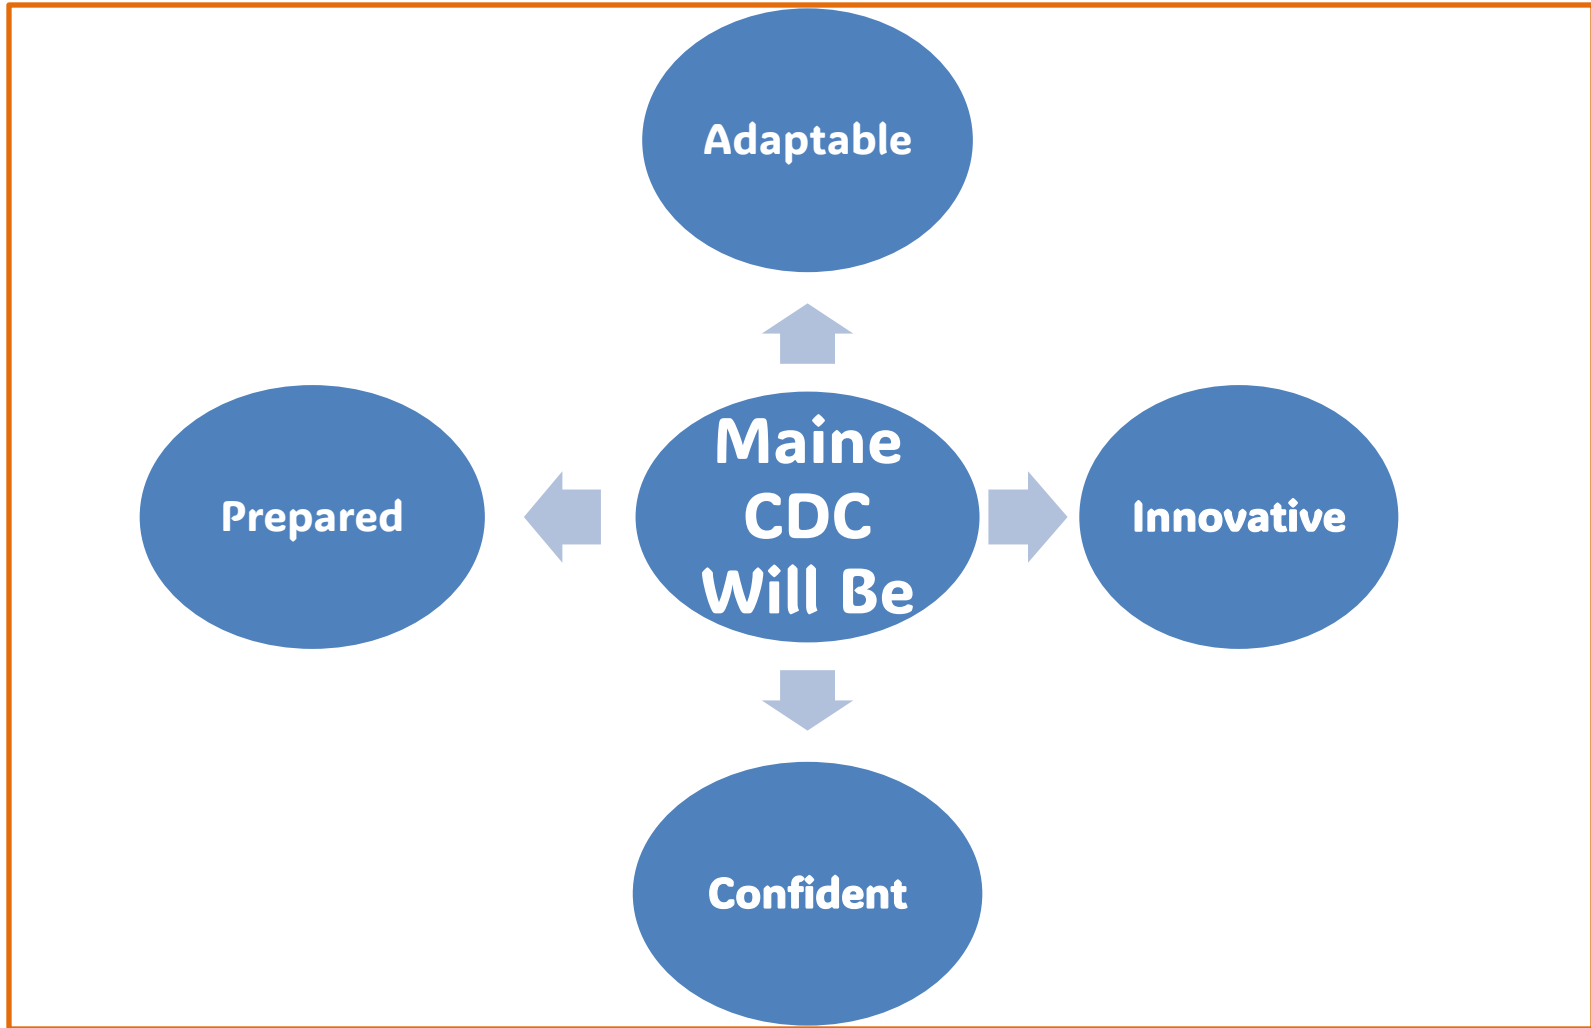 Adaptable
Prepared
Maine
CDC
Will Be
Innovative
Confident